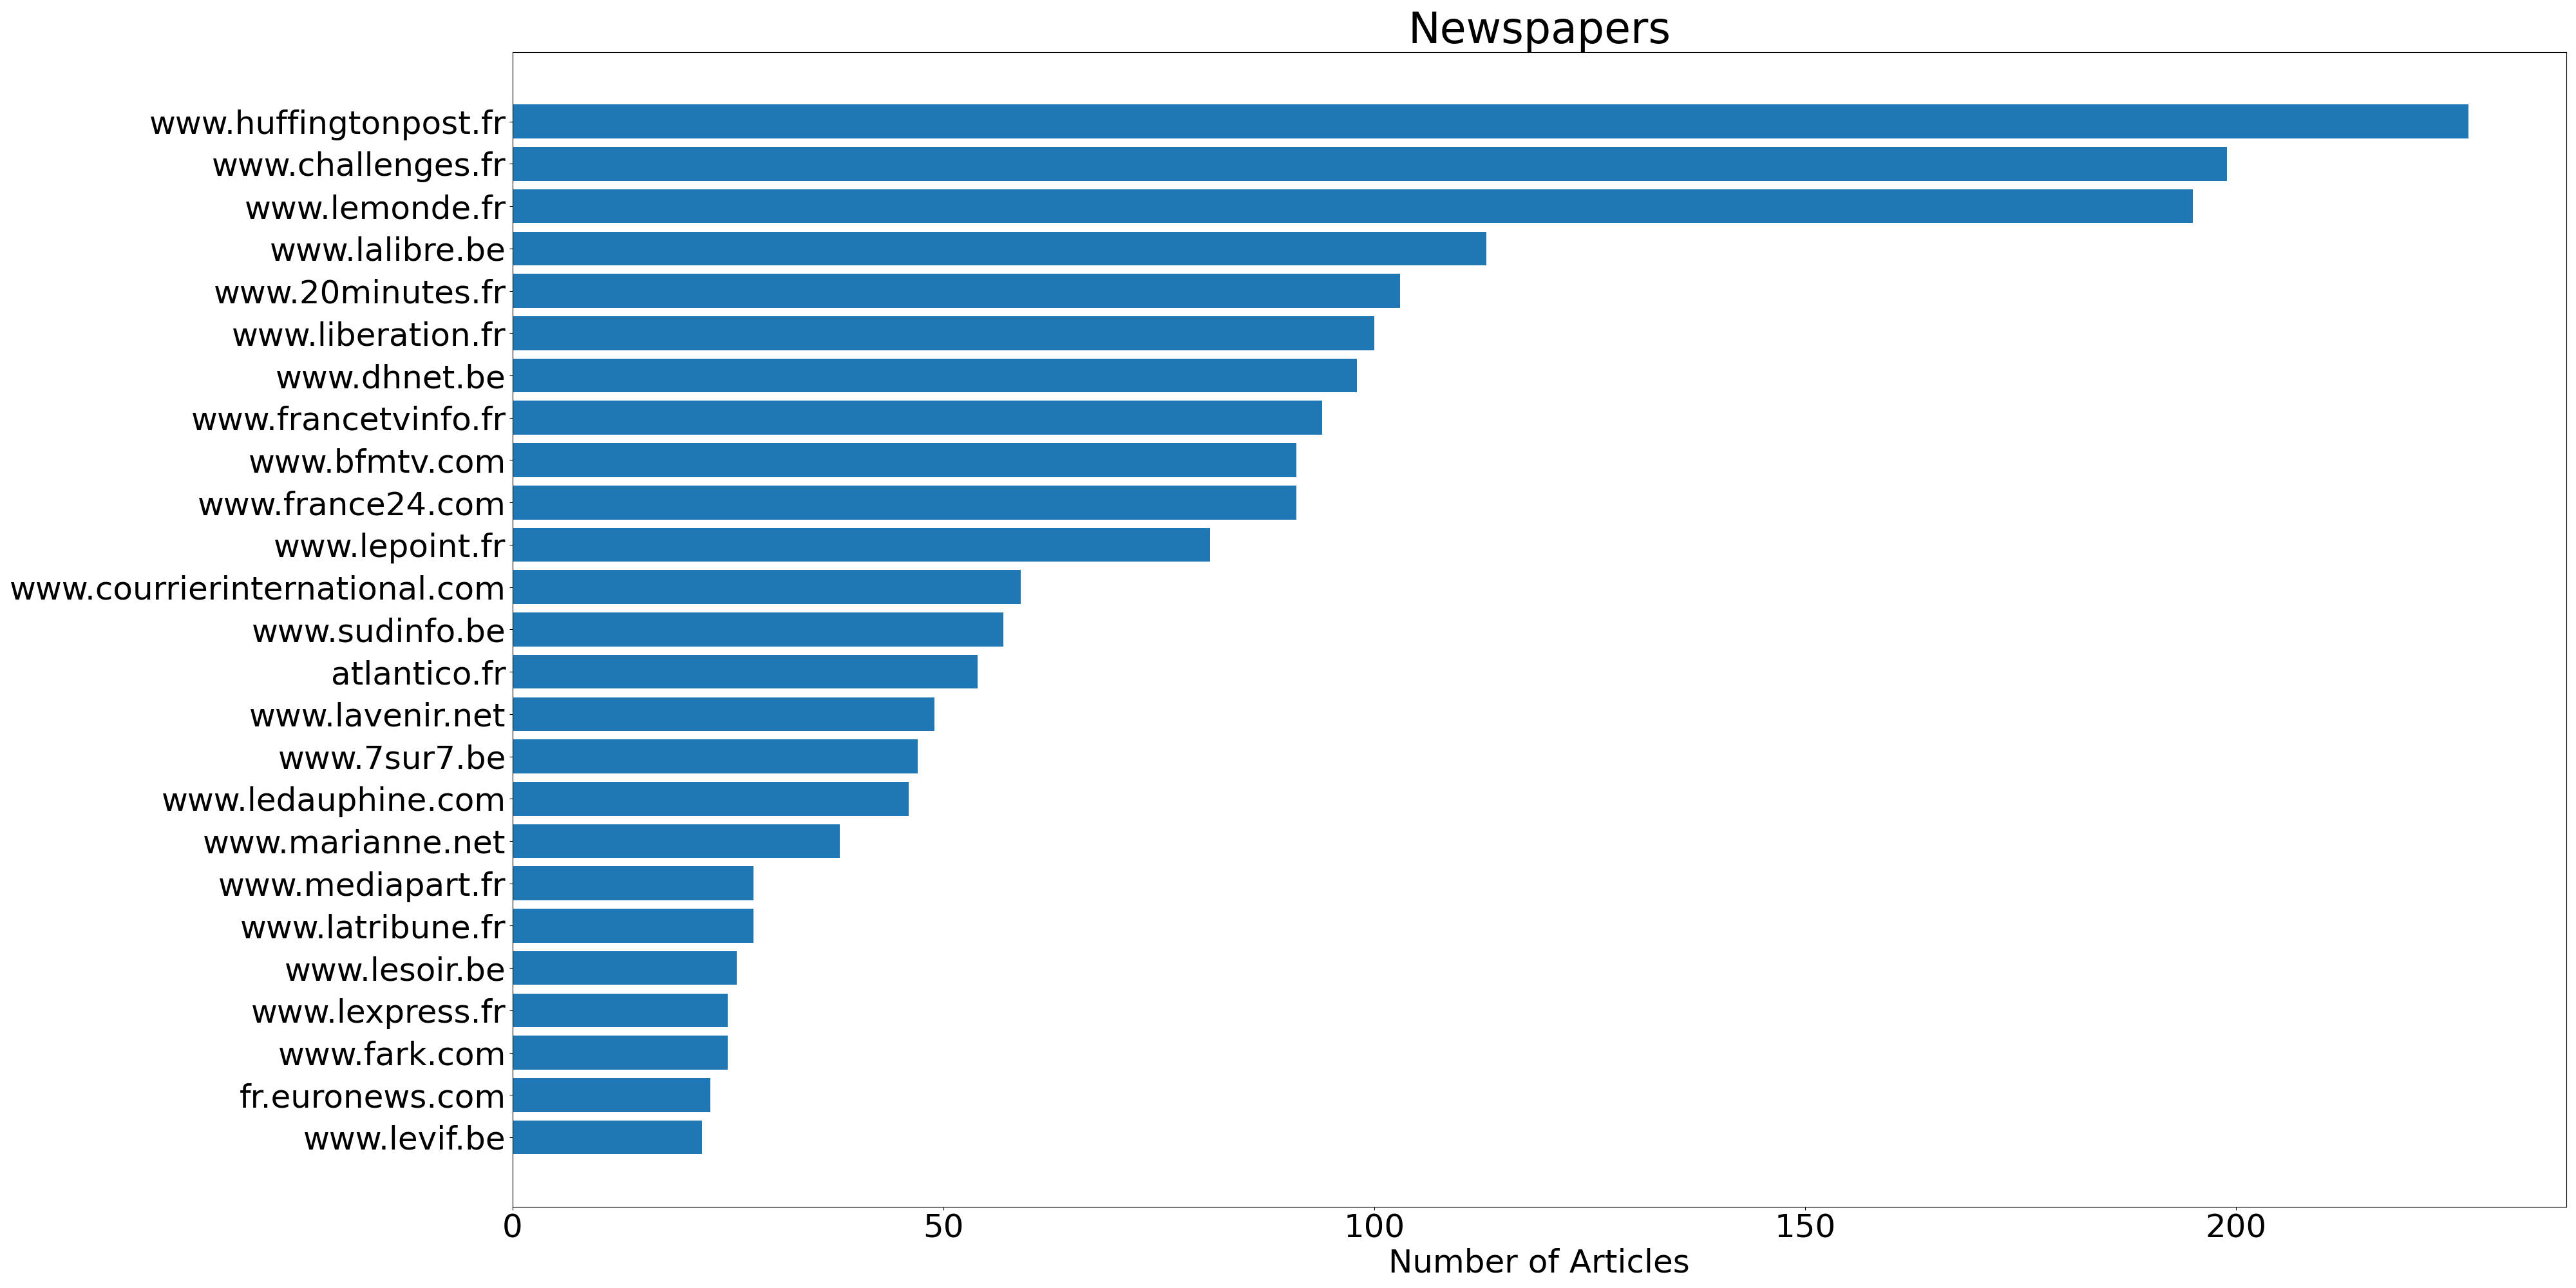 Newspapers
www.huffingtonpost.fr
www.challenges.fr
www.lemonde.fr
www.lalibre.be
www.20minutes.fr
www.liberation.fr
www.dhnet.be
www.francetvinfo.fr
www.bfmtv.com
www.france24.com
www.lepoint.fr
www.courrierinternational.com
www.sudinfo.be
atlantico.fr
www.lavenir.net
www.7sur7.be
www.ledauphine.com
www.marianne.net
www.mediapart.fr
www.latribune.fr
www.lesoir.be
www.lexpress.fr
www.fark.com
fr.euronews.com
www.levif.be
0 50 100 150 200
Number of Articles